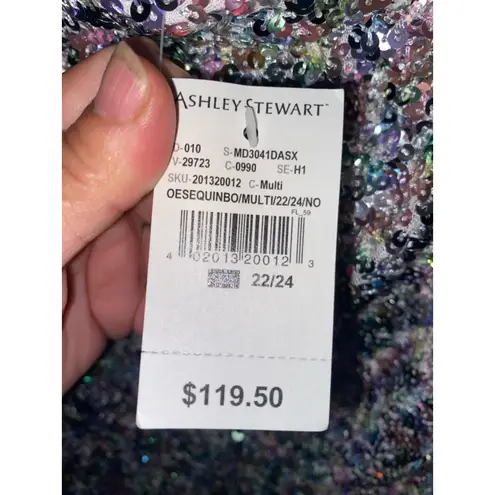 ASHLEY STEWART™
D-010 S-MD3041DASX
V-29723 C-0990 SE-H1
SKU-201320012 C-Multi
OESEQUINBO/MULTI/22/24/NO
FL_59
4 02013 20012 3
22/24
$119.50